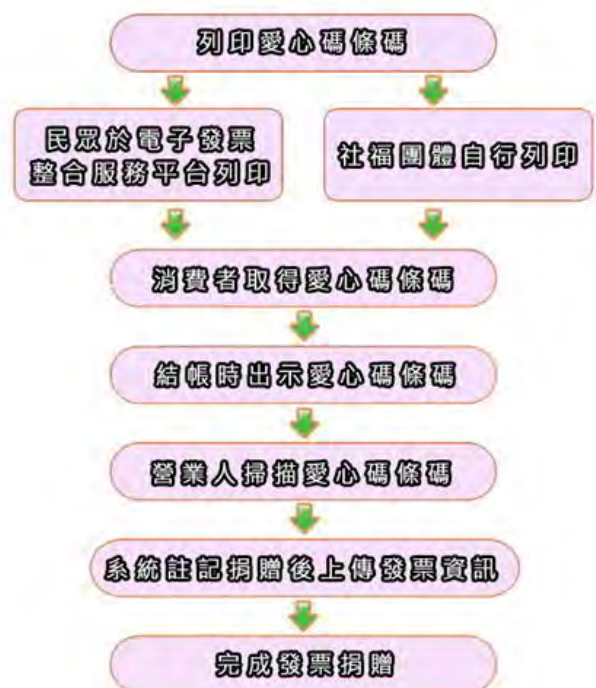 列印愛心碼條碼
民眾於電子發票
整合服務平台列印
社福團體自行列印
消費者取得愛心碼條碼
結帳時出示愛心碼條碼
營業人掃描愛心碼條碼
系統註記捐贈後上傳發票資訊
完成發票捐贈